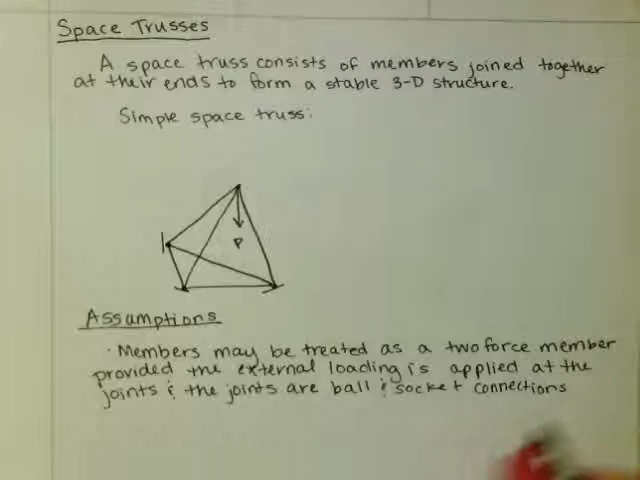 Space Trusses
A space truss consists of members joined together
at their ends to form a stable 3-D structure.
Simple space truss:
P
Assumptions
· Members may be treated as a two force member
provided the external loading is applied at the
joints & the joints are ball & socket connections